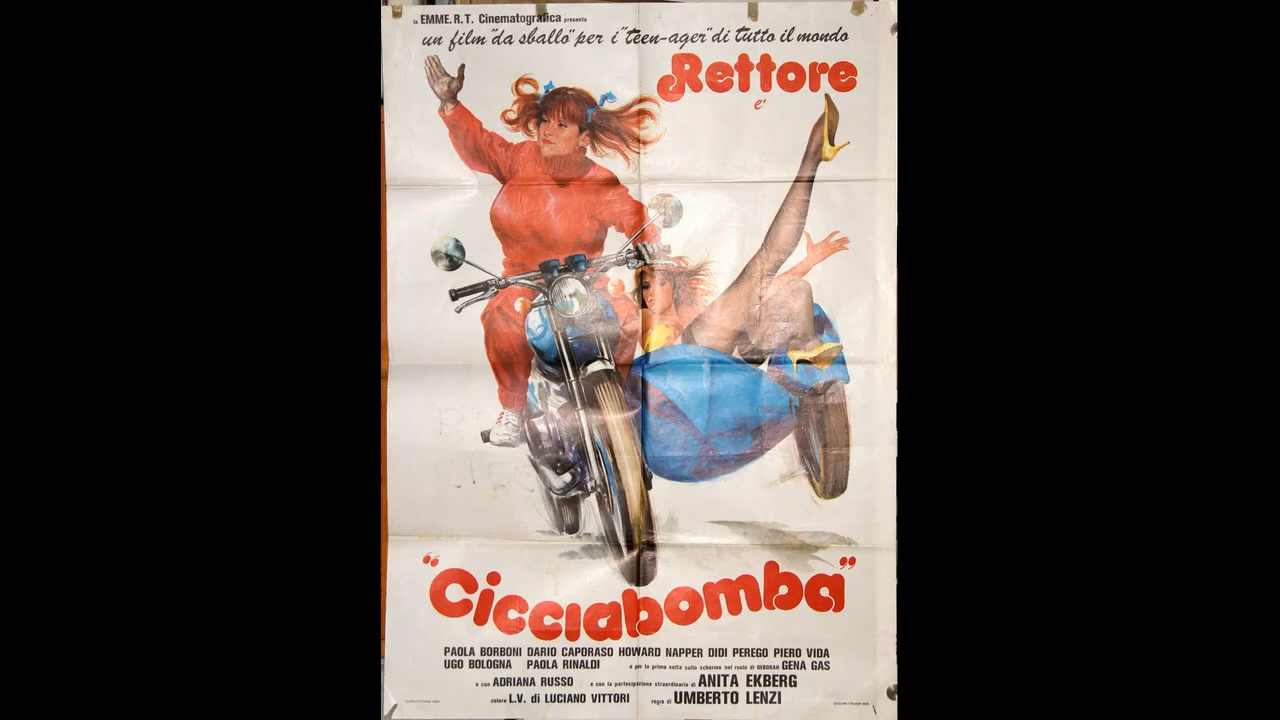 la EMME.R.T. Cinematografica presenta
un film "da sballo" per i "teen-ager" di tutto il mondo
Rettore
e'
"Cicciabomba"
PAOLA BORBONI DARIO CAPORASO HOWARD NAPPER DIDI PEREGO PIERO VIDA
UGO BOLOGNA PAOLA RINALDI e per la prima volta sullo schermo nel ruolo di DEBORAH GENA GAS
e con ADRIANA RUSSO e con la partecipazione straordinaria di ANITA EKBERG
colore L.V. di LUCIANO VITTORI regia di UMBERTO LENZI